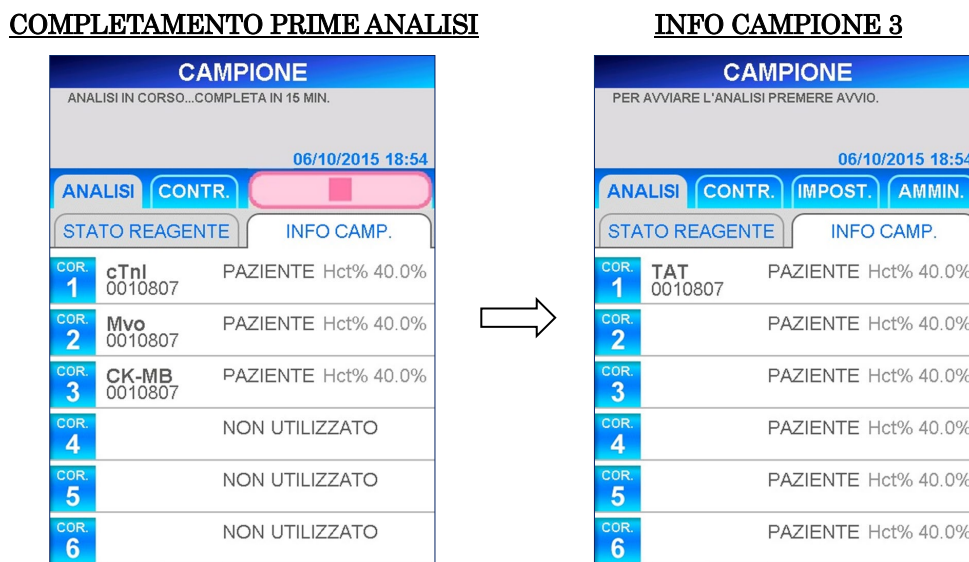 COMPLETAMENTO PRIME ANALISI
CAMPIONE
ANALISI IN CORSO...COMPLETA IN 15 MIN.
06/10/2015 18:54
ANALISI CONTR.
STATO REAGENTE INFO CAMP.
COR. 1 cTnI PAZIENTE Hct% 40.0%
0010807
COR. 2 Mvo PAZIENTE Hct% 40.0%
0010807
COR. 3 CK-MB PAZIENTE Hct% 40.0%
0010807
COR. 4 NON UTILIZZATO
COR. 5 NON UTILIZZATO
COR. 6 NON UTILIZZATO
INFO CAMPIONE 3
CAMPIONE
PER AVVIARE L'ANALISI PREMERE AVVIO.
06/10/2015 18:54
ANALISI CONTR. IMPOST. AMMIN.
STATO REAGENTE INFO CAMP.
COR. 1 TAT PAZIENTE Hct% 40.0%
0010807
COR. 2 PAZIENTE Hct% 40.0%
COR. 3 PAZIENTE Hct% 40.0%
COR. 4 PAZIENTE Hct% 40.0%
COR. 5 PAZIENTE Hct% 40.0%
COR. 6 PAZIENTE Hct% 40.0%